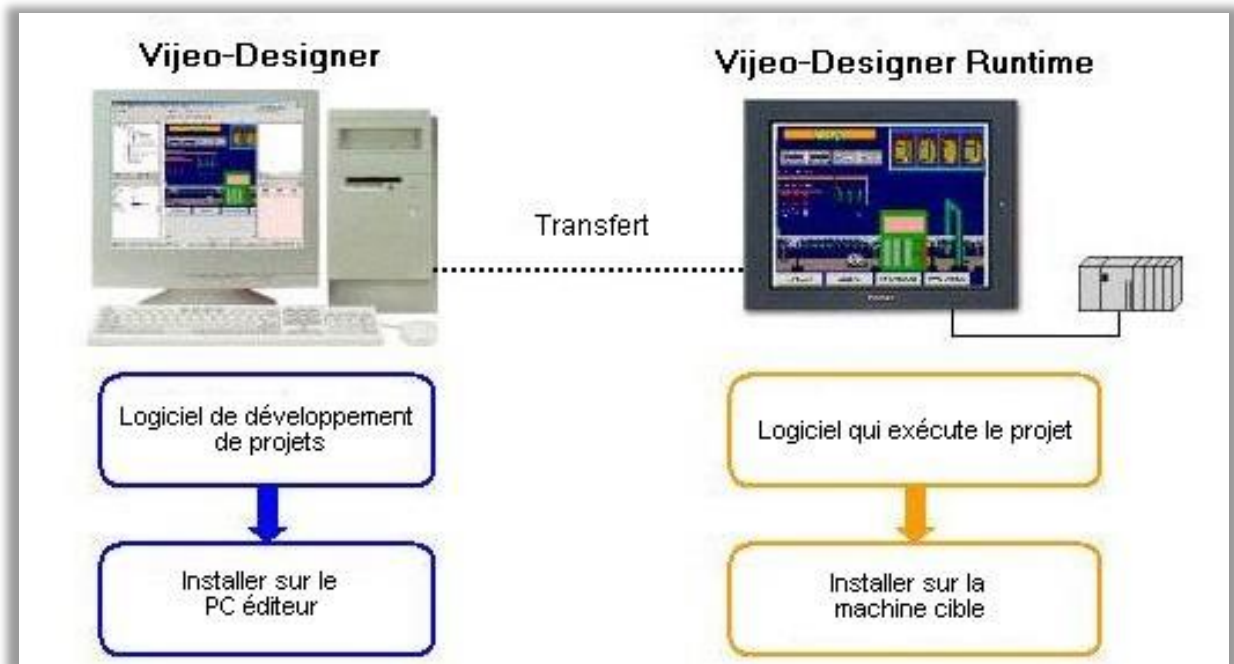 Vijeo-Designer
Vijeo-Designer Runtime
Transfert
Logiciel de développement
de projets
Logiciel qui exécute le projet
Installer sur le
PC éditeur
Installer sur la
machine cible